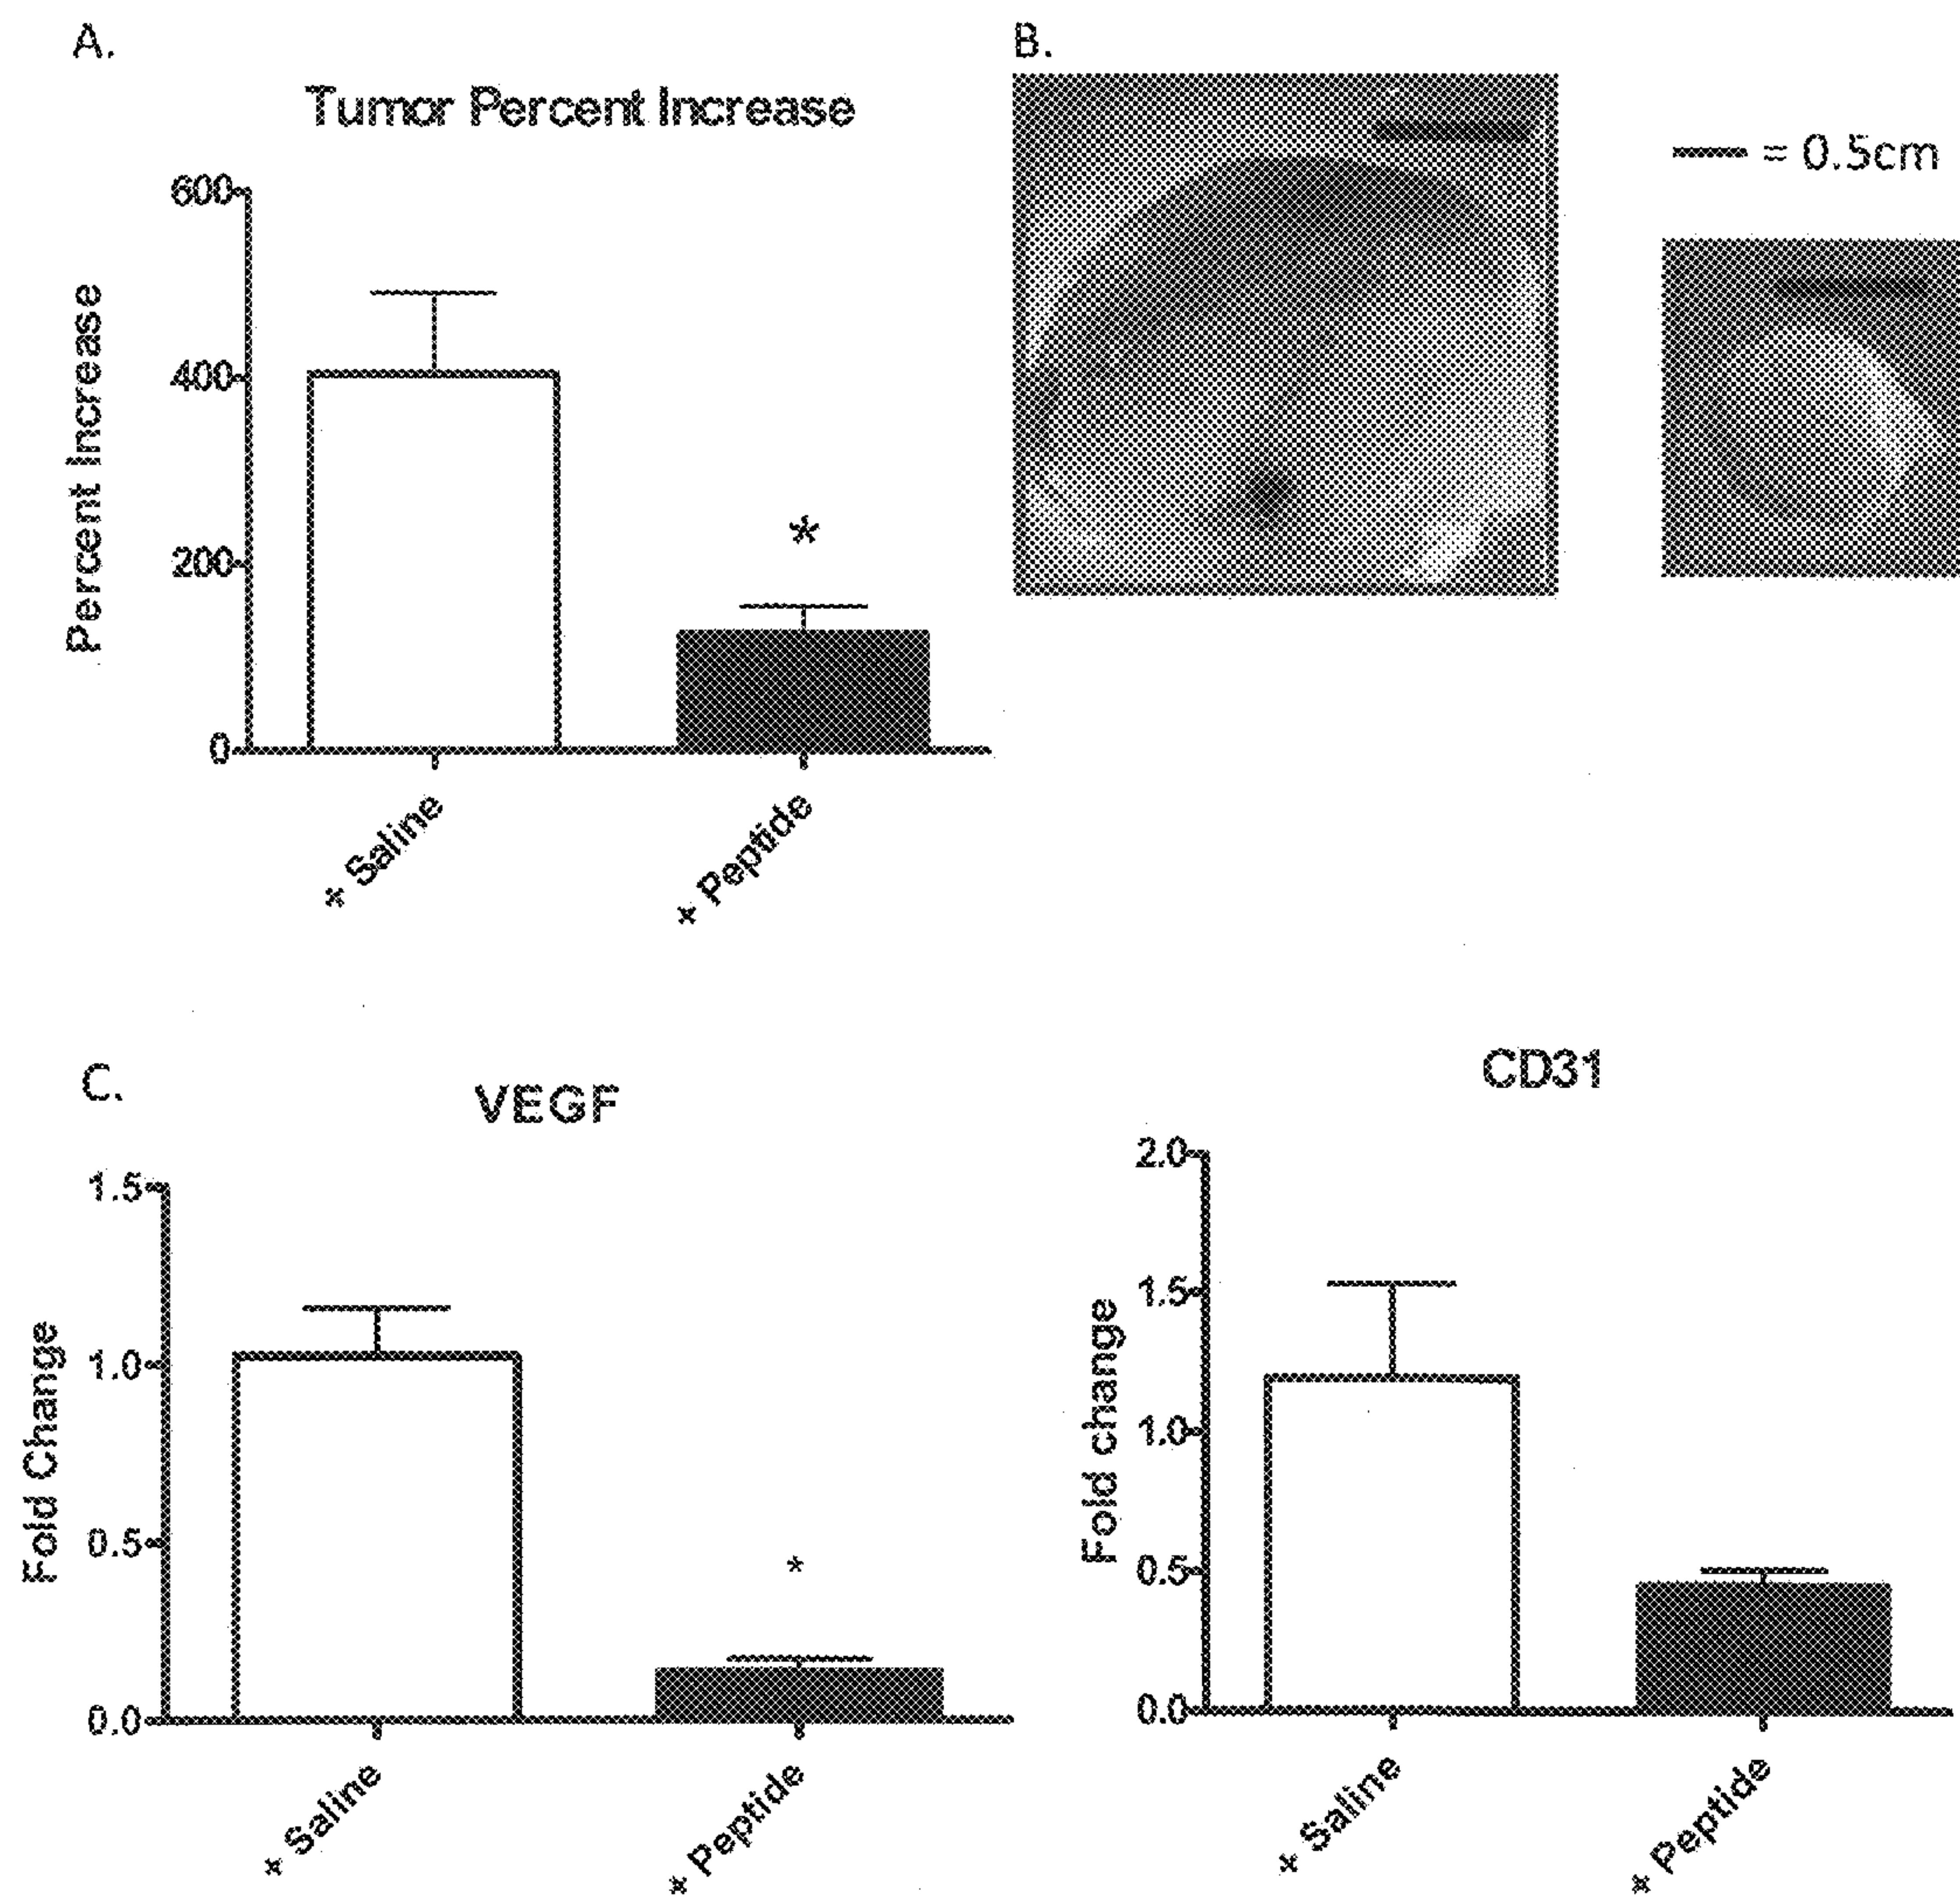 A.
Tumor Percent Increase
Percent Increase
600
400
200
0
*
+ Saline
+ Peptide
B.
= 0.5cm
C.
VEGF
Fold Change
1.5
1.0
0.5
0.0
*
+ Saline
+ Peptide
CD31
Fold change
2.0
1.5
1.0
0.5
0.0
+ Saline
+ Peptide